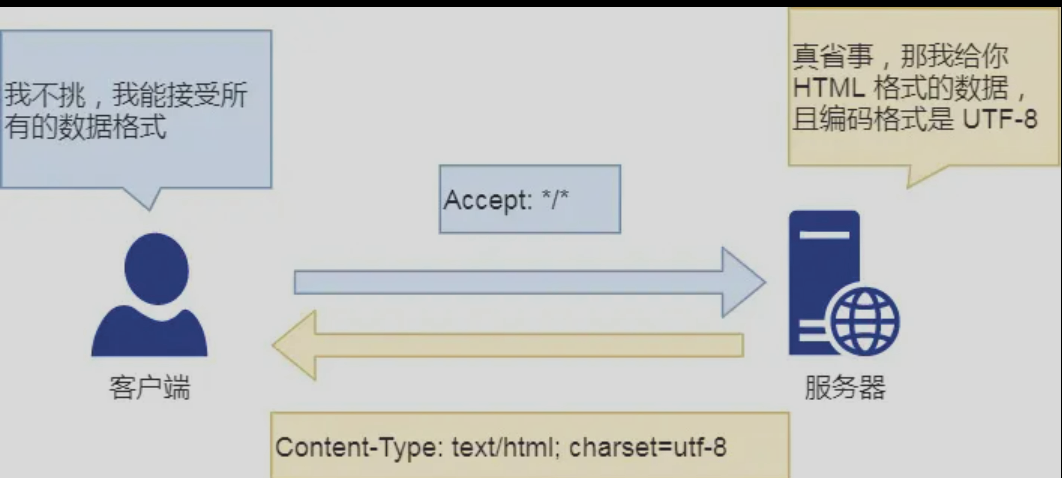 我不挑，我能接受所
有的数据格式
真省事，那我给你
HTML 格式的数据，
且编码格式是 UTF-8
Accept: */*
客户端
服务器
Content-Type: text/html; charset=utf-8